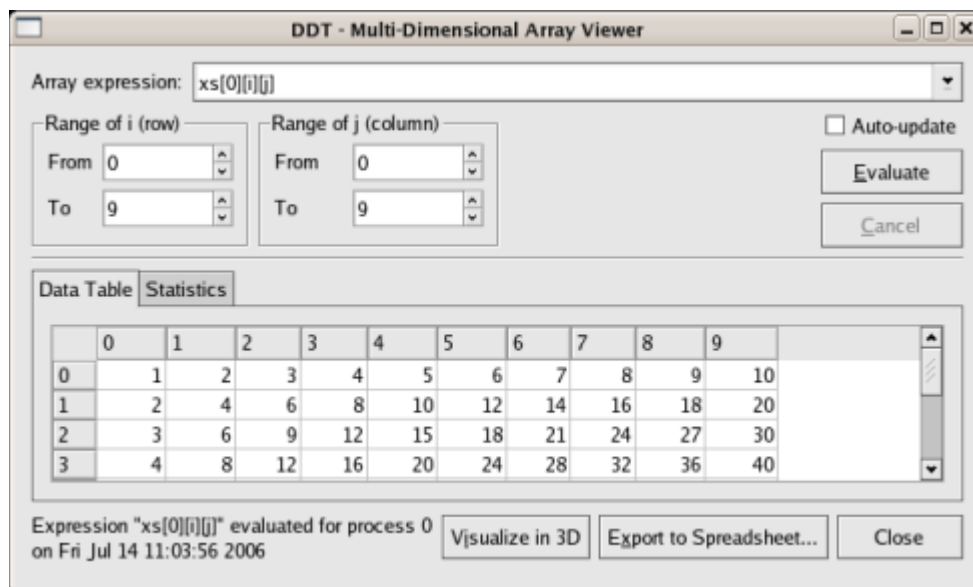 DDT - Multi-Dimensional Array Viewer
Array expression: xs[0][i][j]
Range of i (row) Range of j (column) Auto-update
From 0 From 0 Evaluate
To 9 To 9 Cancel
Data Table Statistics
0 1 2 3 4 5 6 7 8 9
0 1 2 3 4 5 6 7 8 9 10
1 2 4 6 8 10 12 14 16 18 20
2 3 6 9 12 15 18 21 24 27 30
3 4 8 12 16 20 24 28 32 36 40
Expression "xs[0][i][j]" evaluated for process 0
on Fri Jul 14 11:03:56 2006
Visualize in 3D Export to Spreadsheet... Close